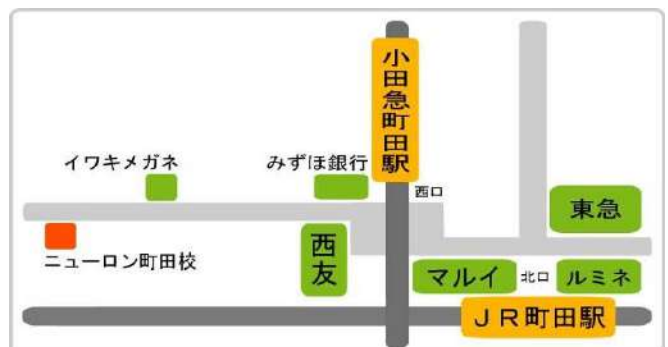 小田急町田駅
イワキメガネ
みずほ銀行
西口
東急
ニューロン町田校
西友
マルイ
北口
ルミネ
JR町田駅